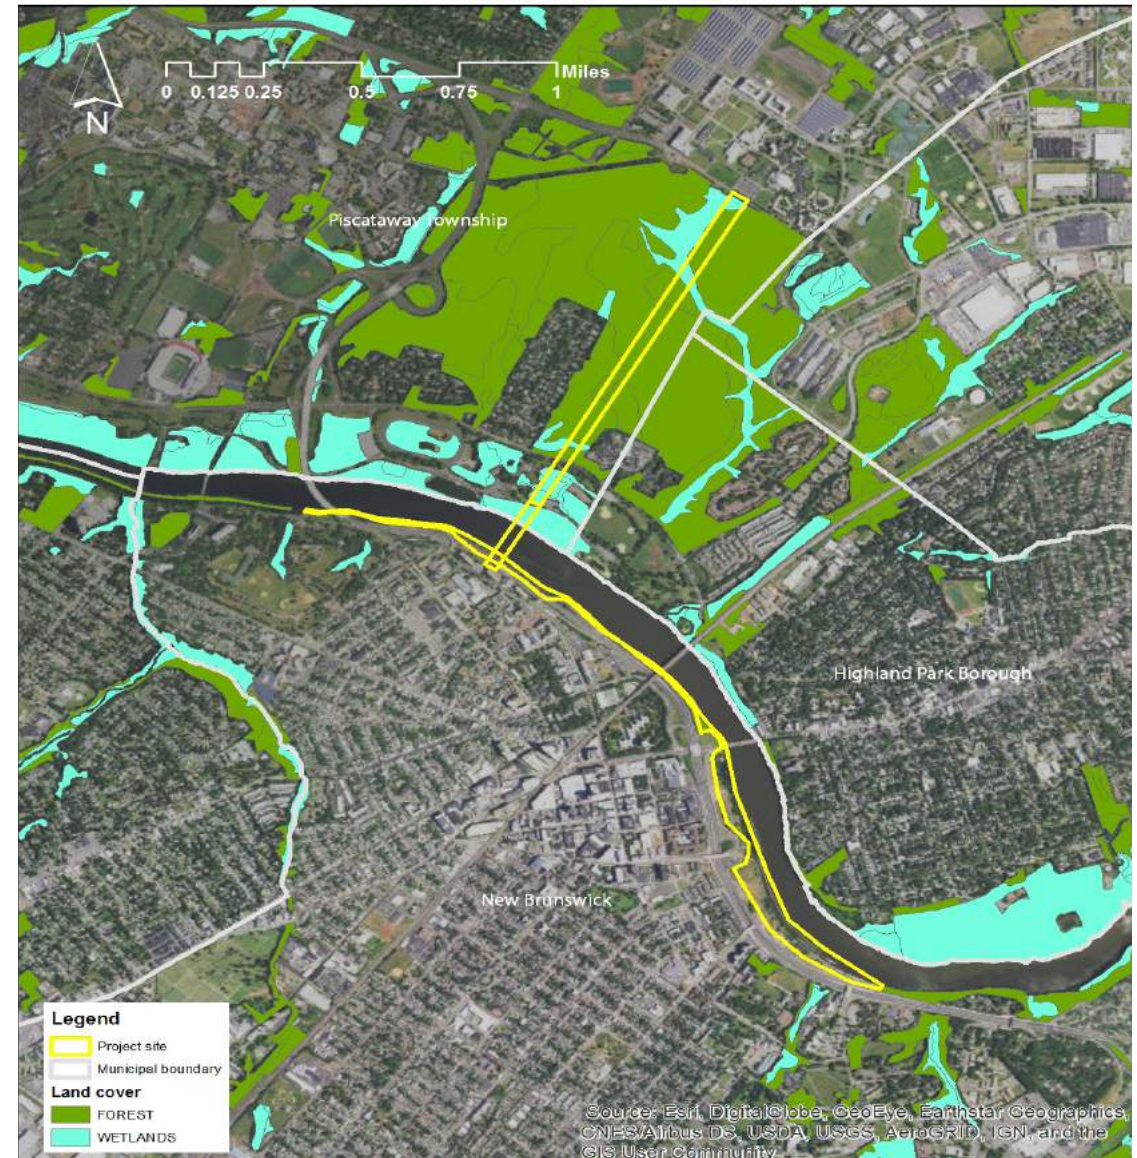 Miles
0 0.125 0.25 0.5 0.75 1
N
Piscataway Township
Highland Park Borough
New Brunswick
Legend
Project site
Municipal boundary
Land cover
FOREST
WETLANDS
Source: Esri, DigitalGlobe, GeoEye, Earthstar Geographics,
CNES/Airbus DS, USDA, USGS, AeroGRID, IGN, and the
GIS User Community